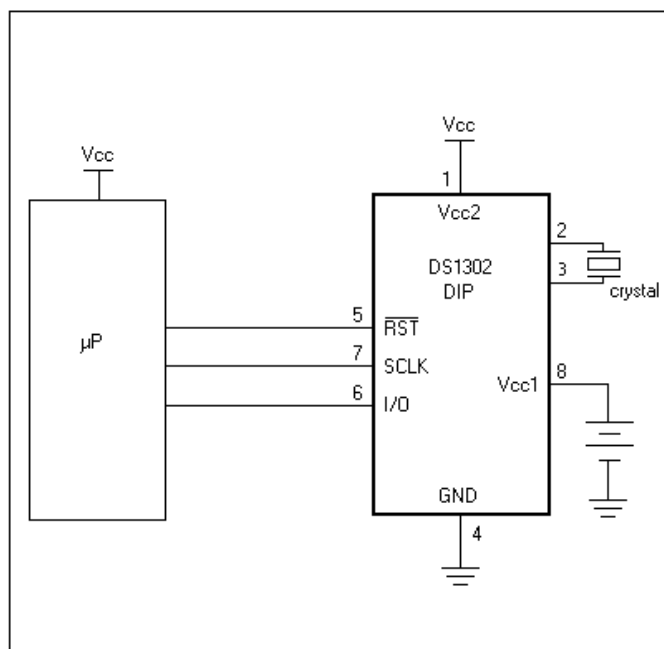 Vcc
Vcc
1
Vcc2
2
DS1302
3
DIP
crystal
5
RST
μP
7
SCLK
Vcc1
8
6
I/O
GND
4